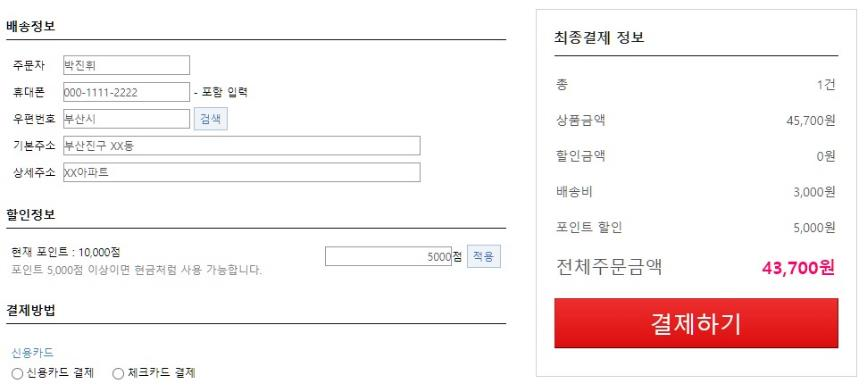 배송정보
주문자 박진휘
휴대폰 000-1111-2222 - 포함 입력
우편번호 부산시 검색
기본주소 부산진구 XX동
상세주소 XX아파트
할인정보
현재 포인트 : 10,000점 5000점 적용
포인트 5,000점 이상이면 현금처럼 사용 가능합니다.
결제방법
신용카드
신용카드 결제 체크카드 결제
최종결제 정보
총 1건
상품금액 45,700원
할인금액 0원
배송비 3,000원
포인트 할인 5,000원
전체주문금액 43,700원
결제하기